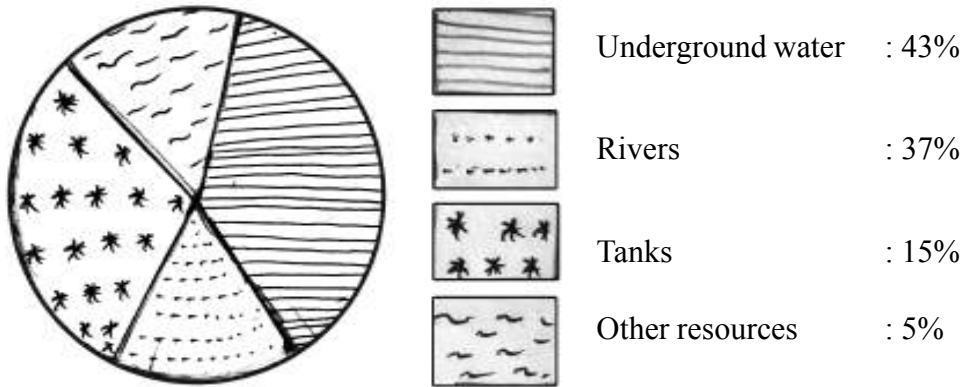 Underground water : 43%
Rivers : 37%
Tanks : 15%
Other resources : 5%